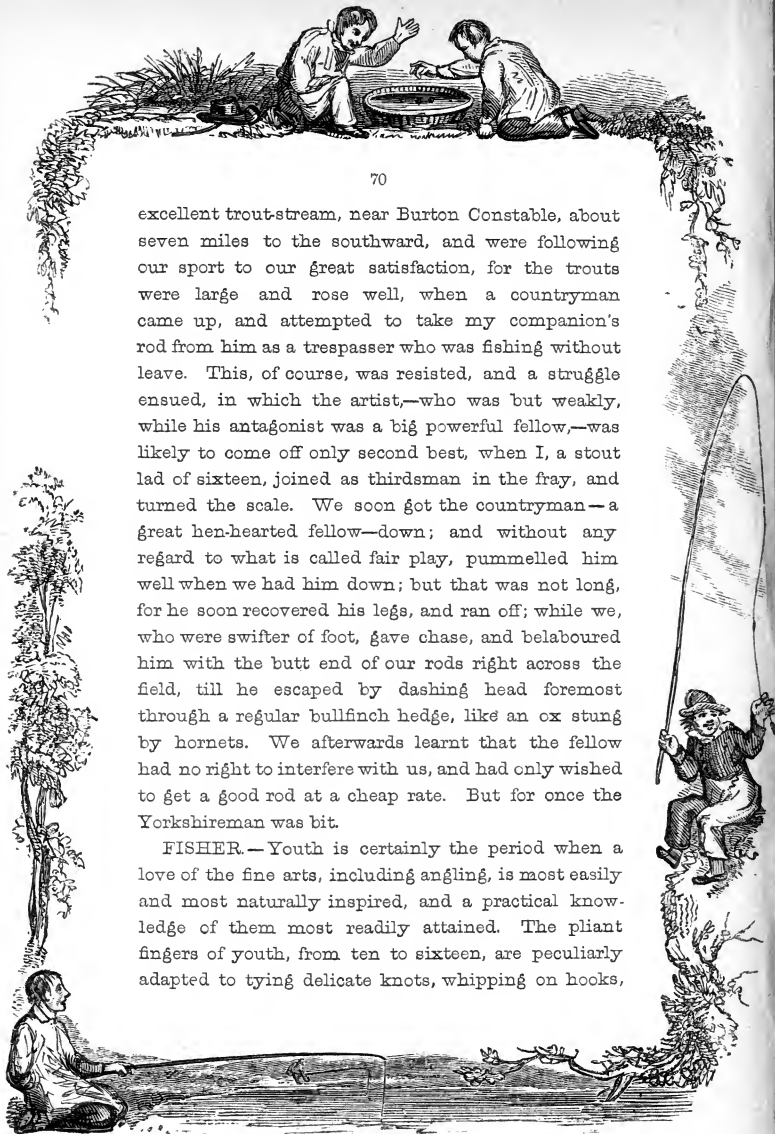 70
excellent trout-stream, near Burton Constable, about
seven miles to the southward, and were following
our sport to our great satisfaction, for the trouts
were large and rose well, when a countryman
came up, and attempted to take my companion's
rod from him as a trespasser who was fishing without
leave. This, of course, was resisted, and a struggle
ensued, in which the artist,—who was but weakly,
while his antagonist was a big powerful fellow,—was
likely to come off only second best, when I, a stout
lad of sixteen, joined as thirdsman in the fray, and
turned the scale. We soon got the countryman—a
great hen-hearted fellow—down; and without any
regard to what is called fair play, pummelled him
well when we had him down; but that was not long,
for he soon recovered his legs, and ran off; while we,
who were swifter of foot, gave chase, and belaboured
him with the butt end of our rods right across the
field, till he escaped by dashing head foremost
through a regular bullfinch hedge, like an ox stung
by hornets. We afterwards learnt that the fellow
had no right to interfere with us, and had only wished
to get a good rod at a cheap rate. But for once the
Yorkshireman was bit.
FISHER.—Youth is certainly the period when a
love of the fine arts, including angling, is most easily
and most naturally inspired, and a practical know-
ledge of them most readily attained. The pliant
fingers of youth, from ten to sixteen, are peculiarly
adapted to tying delicate knots, whipping on hooks,